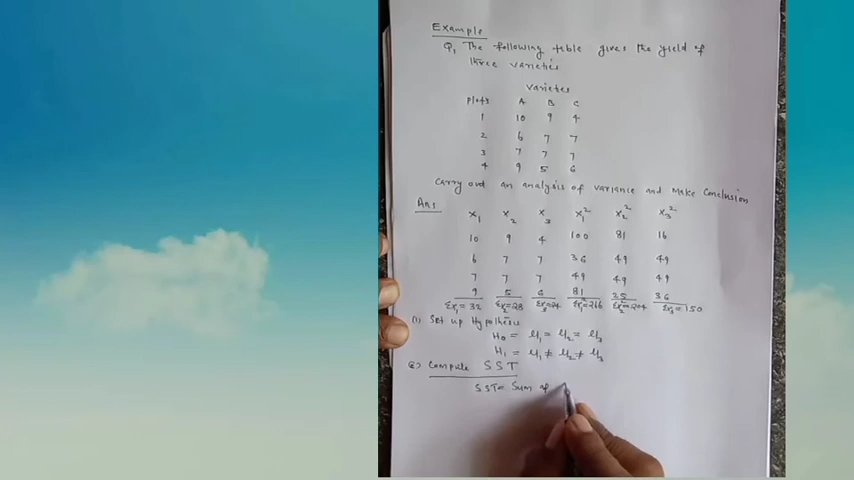 Example
Q, The following table gives the yield of
three varieties
varieties
plots A B C
1 10 9 4
2 6 7 7
3 7 7 7
4 9 5 6
Carry out an analysis of variance and make conclusion
Ans
X₁ X₂ X₃ X₁² X₂² X₃²
10 9 4 100 81 16
6 7 7 36 49 49
7 7 7 49 49 49
9 5 6 81 25 36
Σx₁=32 Σx₂=28 Σx₃=24 Σx₁²=266 Σx₂²=204 Σx₃=150
(1) Set up Hypothesis
H₀ = μ₁ = μ₂ = μ₃
H₁ = μ₁ ≠ μ₂ ≠ μ₃
(2) Compute SST
SST = Sum of